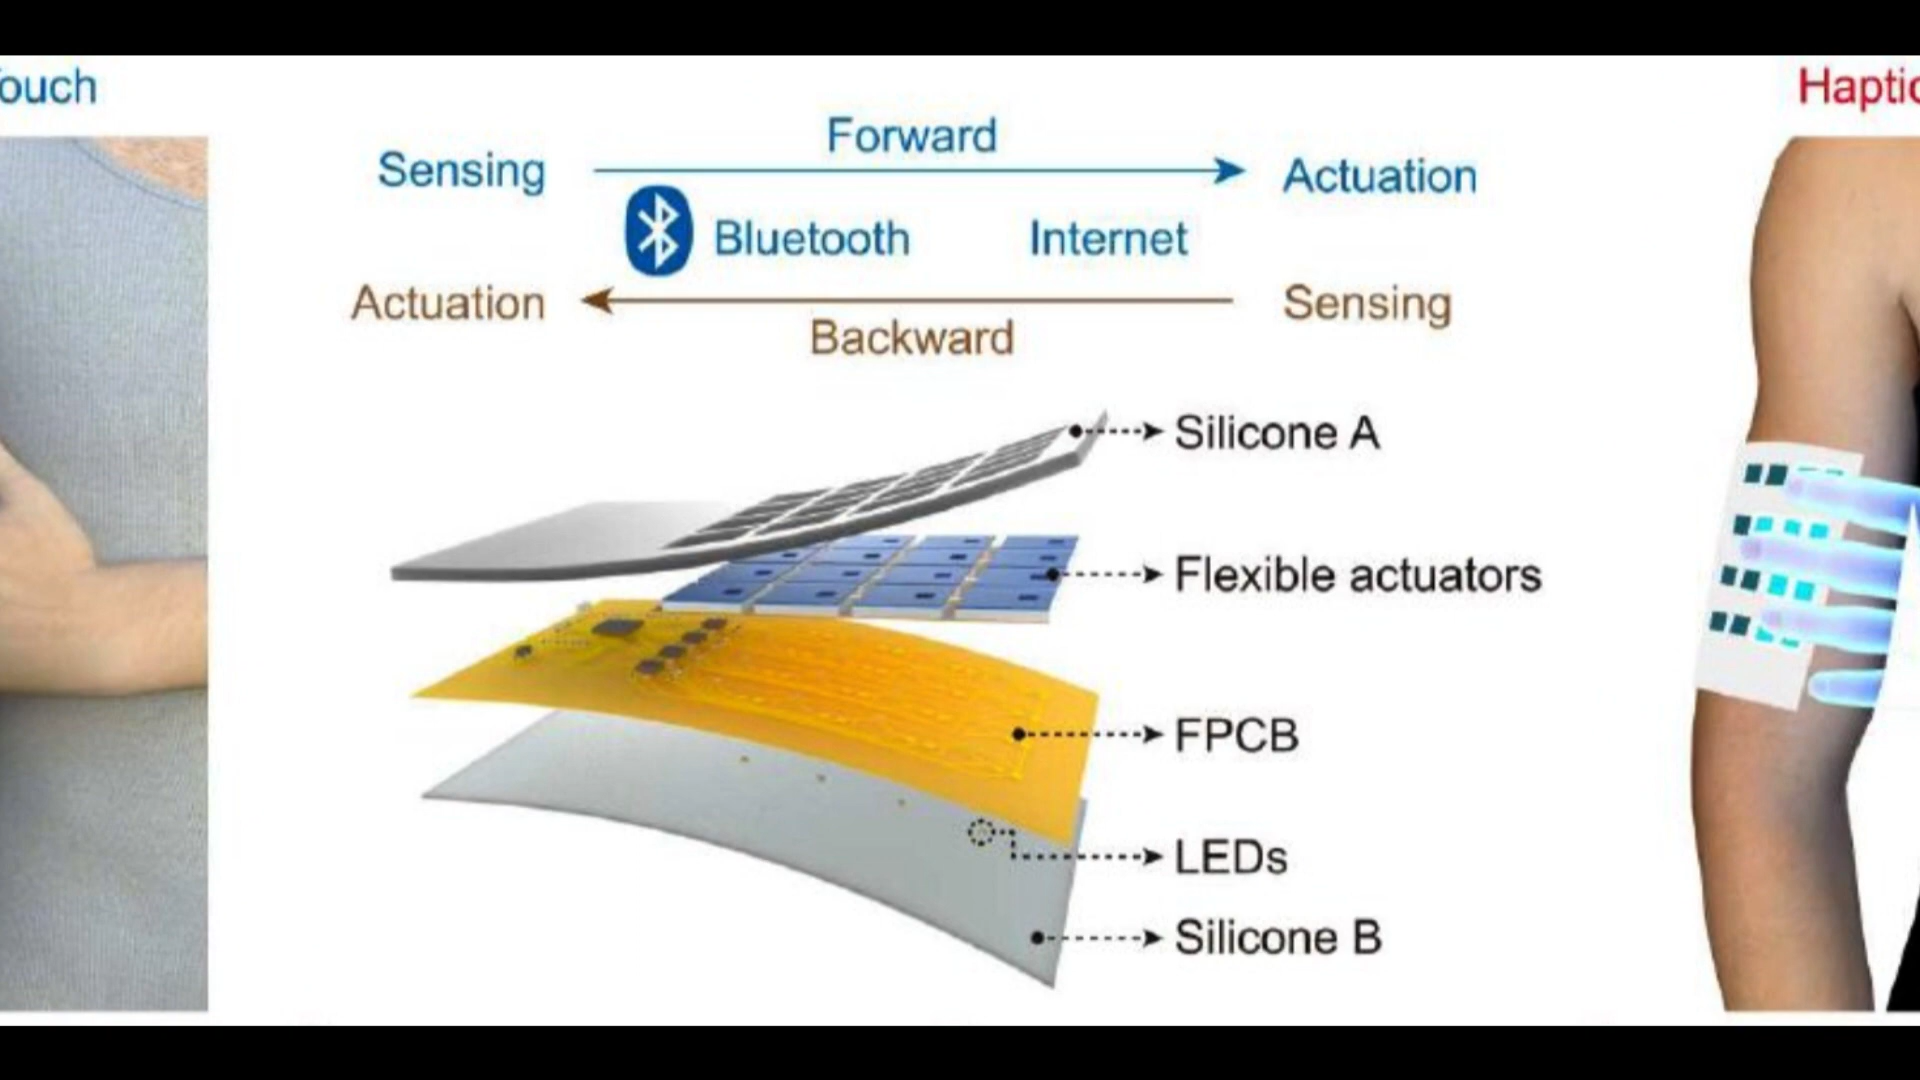 ouch
Haptic
Forward
Sensing
Actuation
Bluetooth
Internet
Actuation
Sensing
Backward
Silicone A
Flexible actuators
FPCB
LEDs
Silicone B